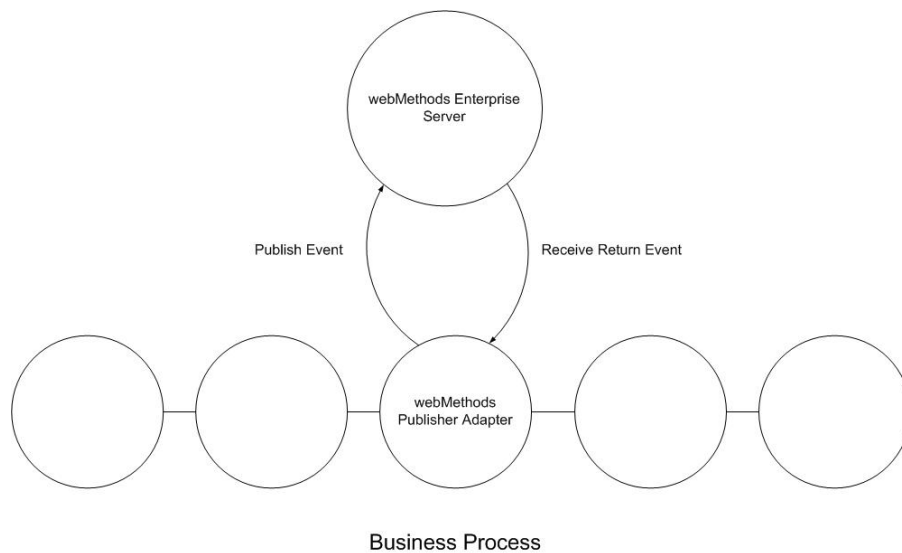 webMethods Enterprise
Server
Publish Event
Receive Return Event
webMethods
Publisher Adapter
Business Process